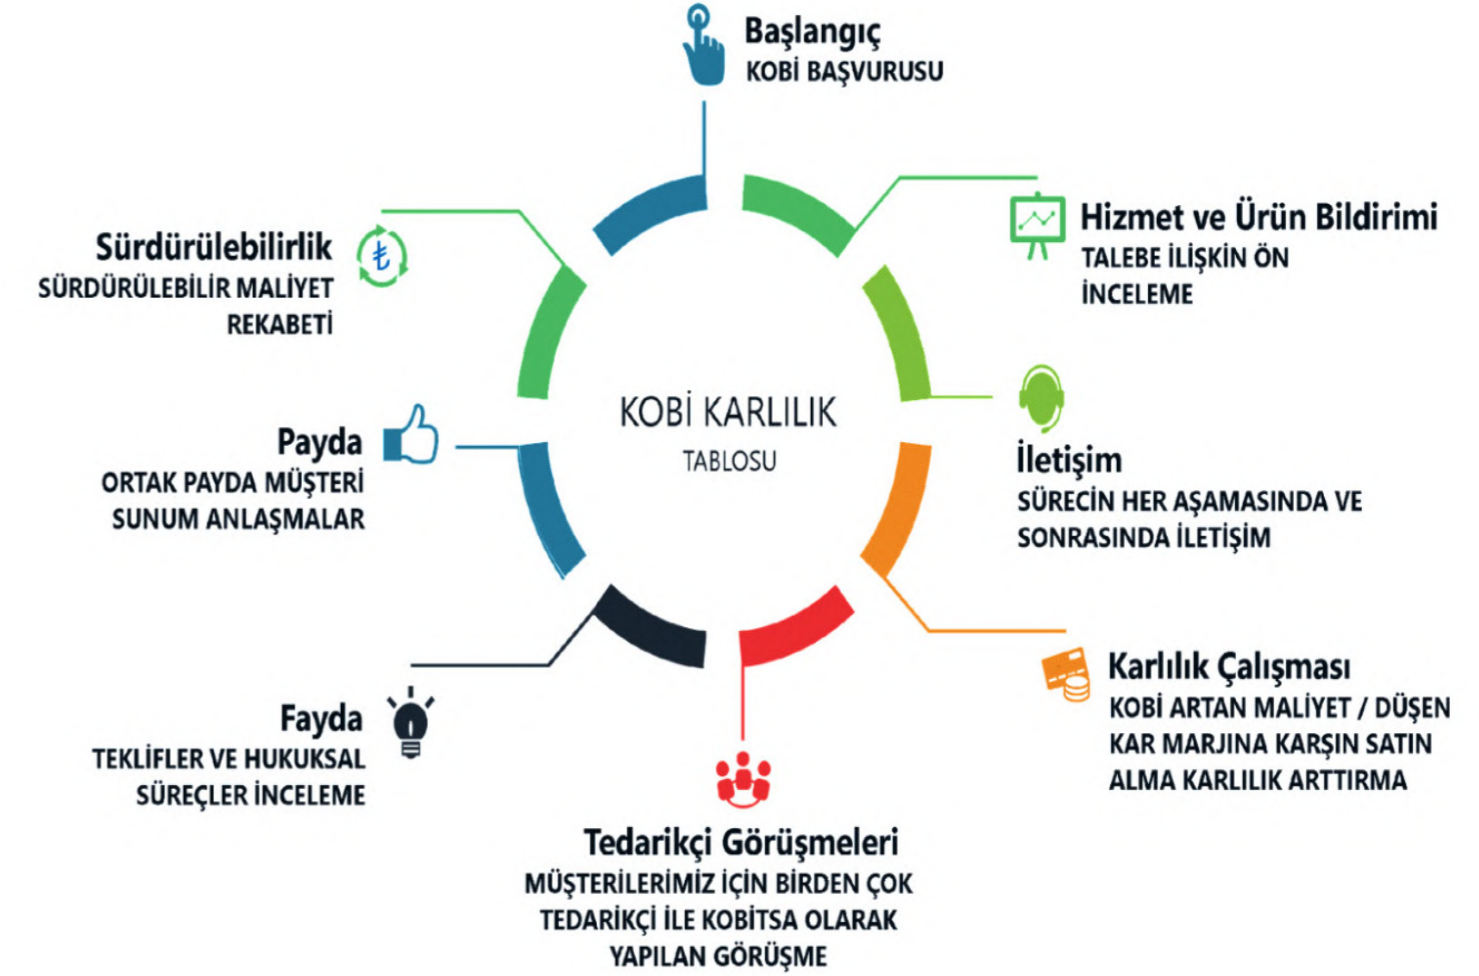 Başlangıç
KOBİ BAŞVURUSU
Hizmet ve Ürün Bildirimi
TALEBE İLİŞKİN ÖN
İNCELEME
İletişim
SÜRECİN HER AŞAMASINDA VE
SONRASINDA İLETİŞİM
Karlılık Çalışması
KOBİ ARTAN MALİYET / DÜŞEN
KAR MARJINA KARŞIN SATIN
ALMA KARLILIK ARTTIRMA
Tedarikçi Görüşmeleri
MÜŞTERİLERİMİZ İÇİN BİRDEN ÇOK
TEDARİKÇİ İLE KOBİTSA OLARAK
YAPILAN GÖRÜŞME
Fayda
TEKLİFLER VE HUKUKSAL
SÜREÇLER İNCELEME
Payda
ORTAK PAYDA MÜŞTERİ
SUNUM ANLAŞMALAR
Sürdürülebilirlik
SÜRDÜRÜLEBİLİR MALİYET
REKABETİ
₺
KOBİ KARLILIK
TABLOSU